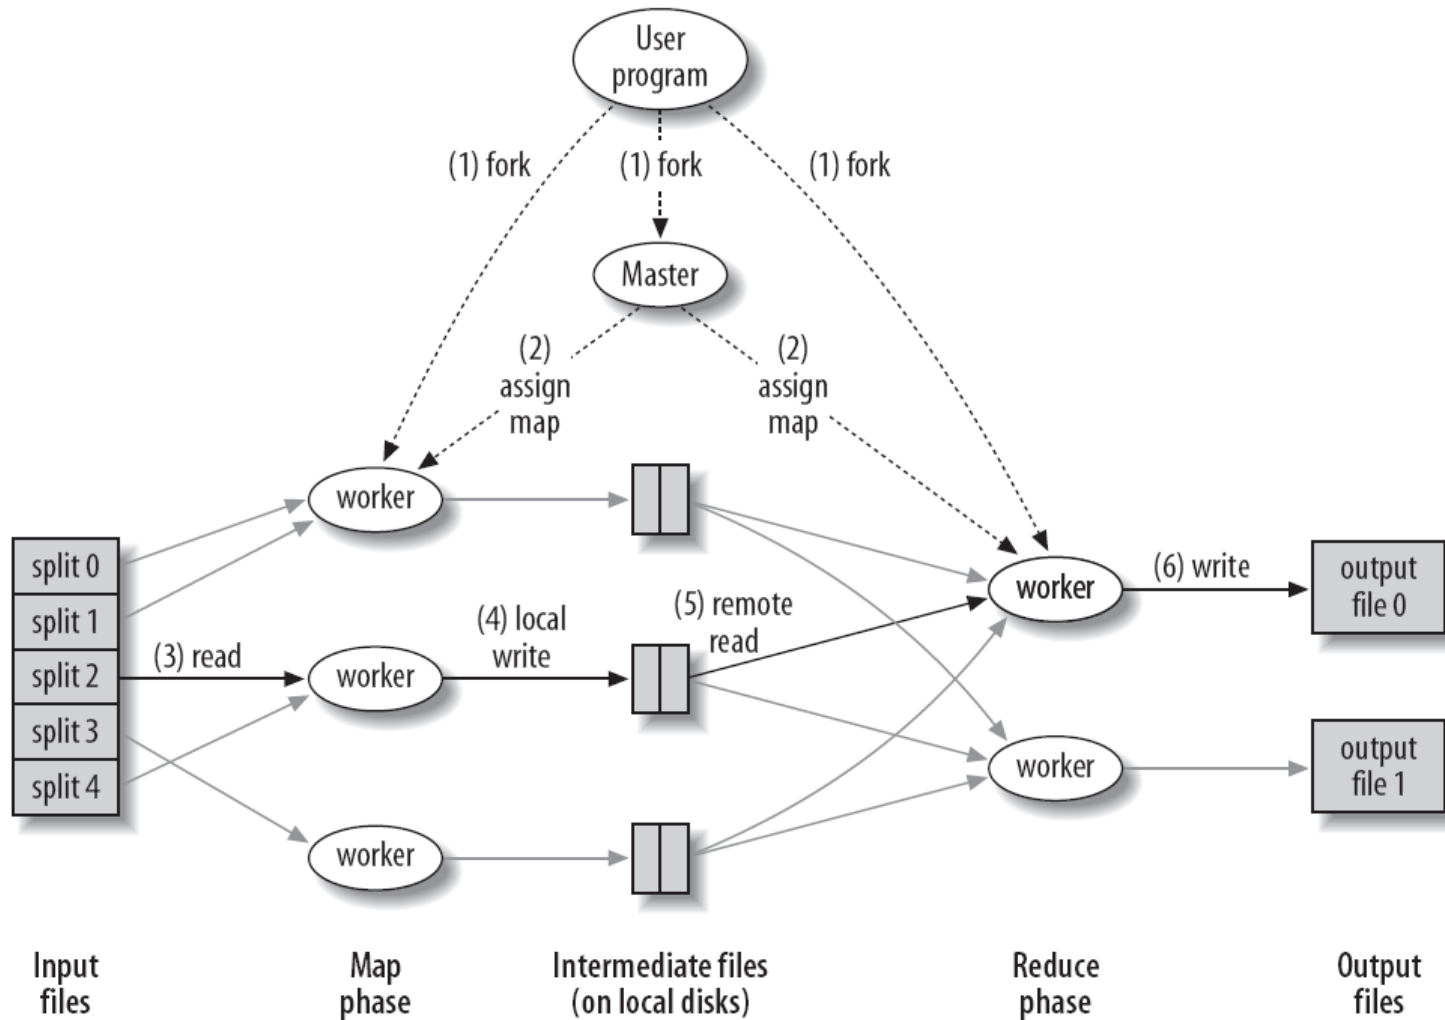 User
program
(1) fork
(1) fork
(1) fork
Master
(2)
assign
map
(2)
assign
map
worker
split 0
split 1
split 2
split 3
split 4
(3) read
worker
(4) local
write
(5) remote
read
worker
(6) write
output
file 0
worker
worker
output
file 1
Input
files
Map
phase
Intermediate files
(on local disks)
Reduce
phase
Output
files